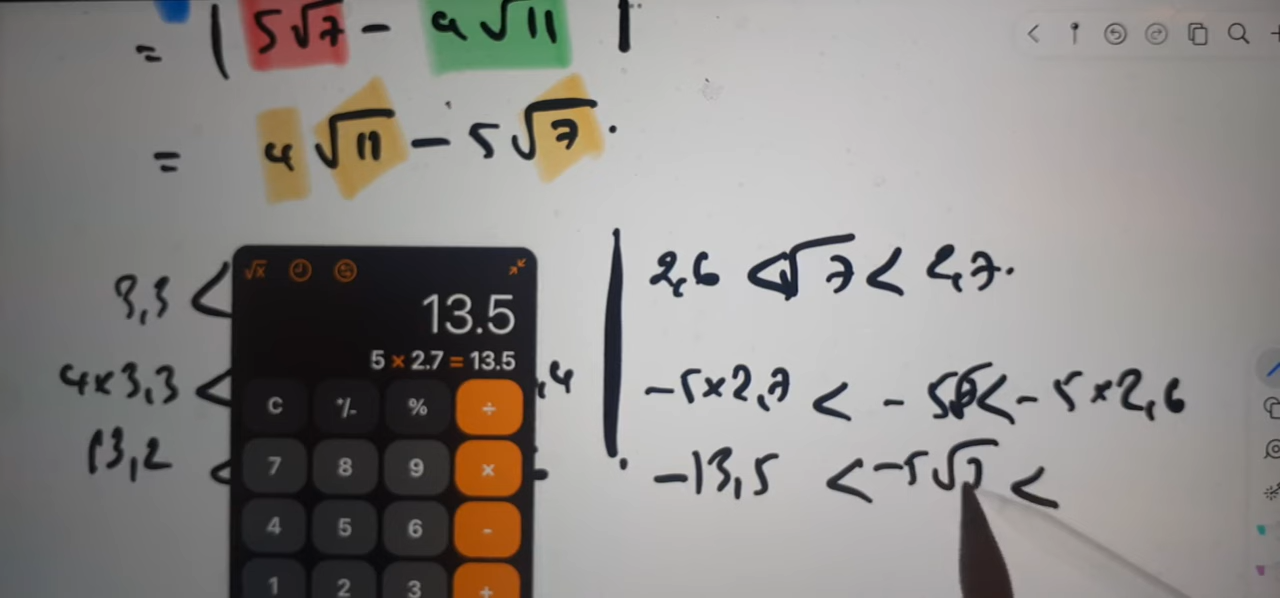 = | 5√7 - 4√11 |
= 4√11 - 5√7.
3,3 <
4×3,3 <
13,2 <
,4
13.5
5 × 2.7 = 13.5
√x
C +/- % ÷
7 8 9 ×
4 5 6 -
1 2 3 +
2,6 < √7 < 2,7.
-5×2,7 < -5 < -5×2,6
-13,5 < -5√7 <